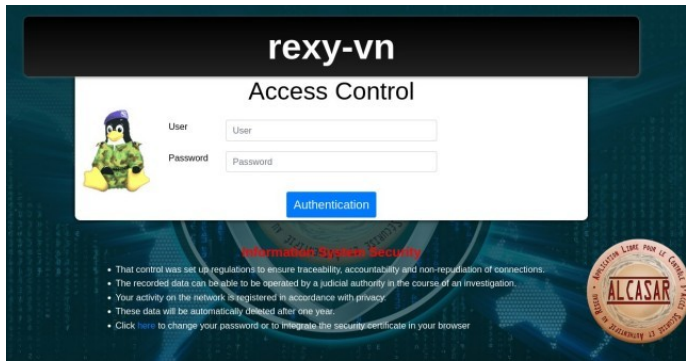 rexy-vn
Access Control
User
User
Password
Password
Authentication
Information System Security
That control was set up regulations to ensure traceability, accountability and non-repudiation of connections.
The recorded data can be able to be operated by a judicial authority in the course of an investigation.
Your activity on the network is registered in accordance with privacy.
These data will be automatically deleted after one year.
Click here to change your password or to integrate the security certificate in your browser
APPLICATION LIBRE POUR LE
ALCASAR